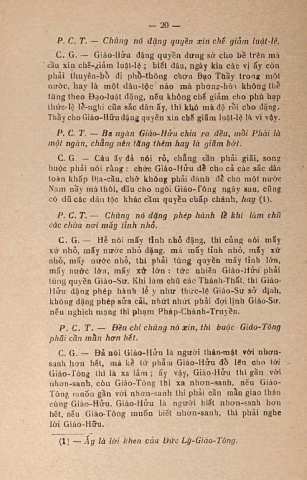 — 20 —
P. C. T. — Chúng nó đặng quyền xin chế giảm luật-lệ.
C. G. — Giáo-Hữu đặng quyền dưng sớ cho bề trên mà
cầu xin chế-giảm luật-lệ ; biết đâu, ngày kia các vị ấy còn
phải thuyên-bổ đi phổ-thông chơn Đạo Thầy trong một
nước, hay là một dân-tộc nào mà phong-hóa không thể
tùng theo Đạo-luật đặng, nếu không chế giảm cho phù hạp
thức-lệ lễ-nghi của sắc dân ấy, thì khó mà độ rỗi cho đặng.
Thầy cho Giáo-Hữu đặng quyền xin chế giảm luật-lệ là vì vậy.
P. C. T. — Ba ngàn Giáo-Hữu chia ra đều, mỗi Phái là
một ngàn, chẳng nên tăng thêm hay là giảm bớt.
C. G. — Câu ấy đã nói rõ, chẳng cần phải giải, song
buộc phải nói rằng : chức Giáo-Hữu để cho cả các sắc dân
toàn khắp Địa-cầu, chớ không phải đành để cho một nước
Nam nầy mà thôi, dầu cho ngôi Giáo-Tông ngày sau, cũng
có đủ các dân tộc khác cầm quyền chấp chánh, hay (1).
P. C. T. — Chúng nó đặng phép hành lễ khi làm chủ
các chùa nơi mấy tỉnh nhỏ.
C. G. — Hễ nói mấy tỉnh nhỏ đặng, thì cũng nói mấy
xứ nhỏ, mấy nước nhỏ đặng, mà mấy tỉnh nhỏ, mấy xứ
nhỏ, mấy nước nhỏ, thì phải tùng quyền mấy tỉnh lớn,
mấy nước lớn, mấy xứ lớn : tức nhiên Giáo-Hữu phải
tùng quyền Giáo-Sư. Khi làm chủ các Thánh-Thất, thì Giáo-
Hữu đặng phép hành lễ y như thức-lệ Giáo-Sư sở định,
không đặng phép sửa cải, nhứt nhứt phải đợi lịnh Giáo-Sư.
nếu nghịch mạng thì phạm Pháp-Chánh-Truyền.
P. C. T. — Đều chi chúng nó xin, thì buộc Giáo-Tông
phải cần mẫn hơn hết.
C. G. — Đã nói Giáo-Hữu là người thân-mật với nhơn-
sanh hơn hết, mà kể từ phẩm Giáo-Hữu đổ lên cho tới
Giáo-Tông thì là xa lắm ; ấy vậy, Giáo-Hữu thì gần với
nhơn-sanh, còn Giáo-Tông thì xa nhơn-sanh, nếu Giáo-
Tông muốn gần với nhơn-sanh thì phải cần mẫn giao thân
cùng Giáo-Hữu. Giáo-Hữu là người biết nhơn-sanh hơn
hết, nếu Giáo-Tông muốn biết nhơn-sanh, thì phải nghe
lời Giáo-Hữu.
(1) — Ấy là lời khen của Đức Lý-Giáo-Tông.